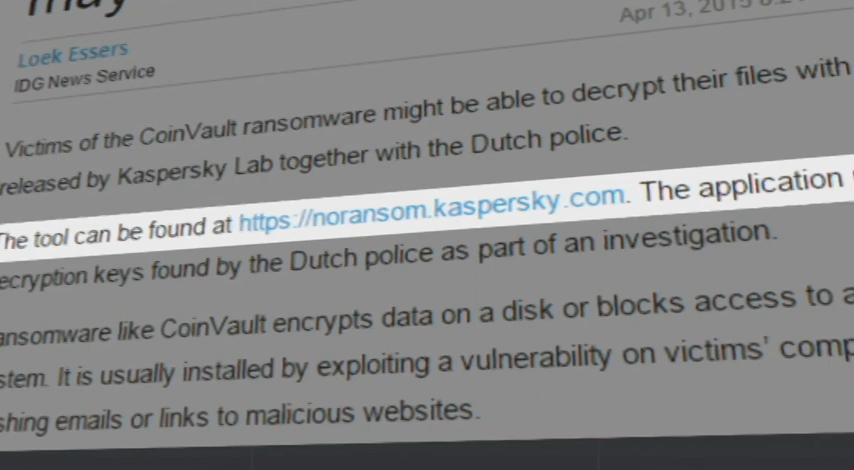 may
Apr 13, 2015
Loek Essers
IDG News Service
Victims of the CoinVault ransomware might be able to decrypt their files with
released by Kaspersky Lab together with the Dutch police.
The tool can be found at https://noransom.kaspersky.com. The application
ecryption keys found by the Dutch police as part of an investigation.
ansomware like CoinVault encrypts data on a disk or blocks access to a
stem. It is usually installed by exploiting a vulnerability on victims' comp
shing emails or links to malicious websites.